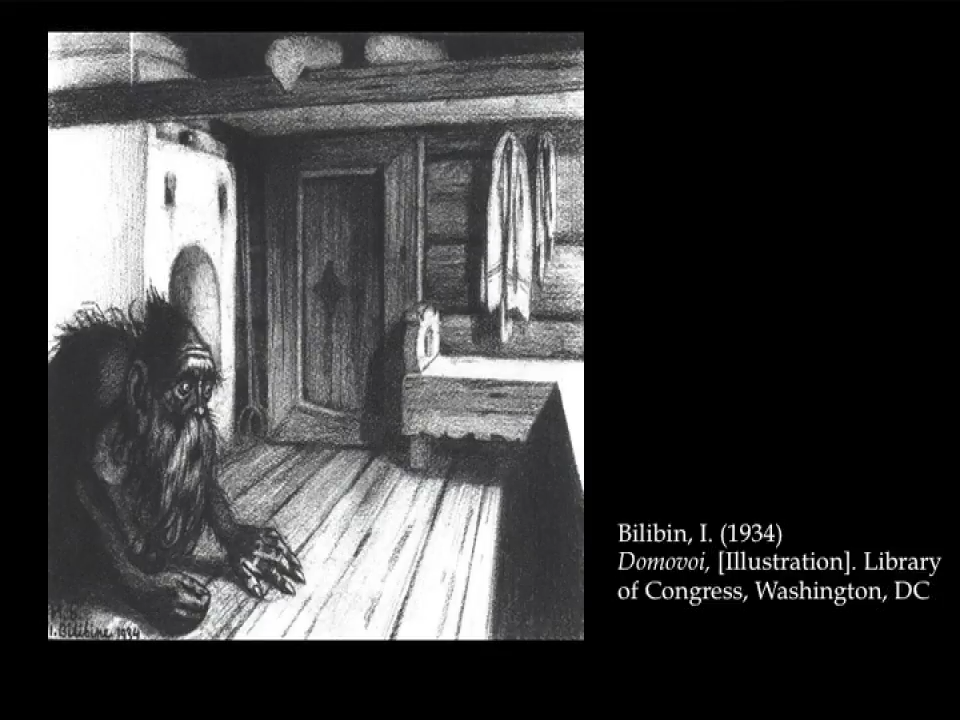 Bilibin, I. (1934)
Domovoi, [Illustration]. Library
of Congress, Washington, DC
I. Bilibine 1934